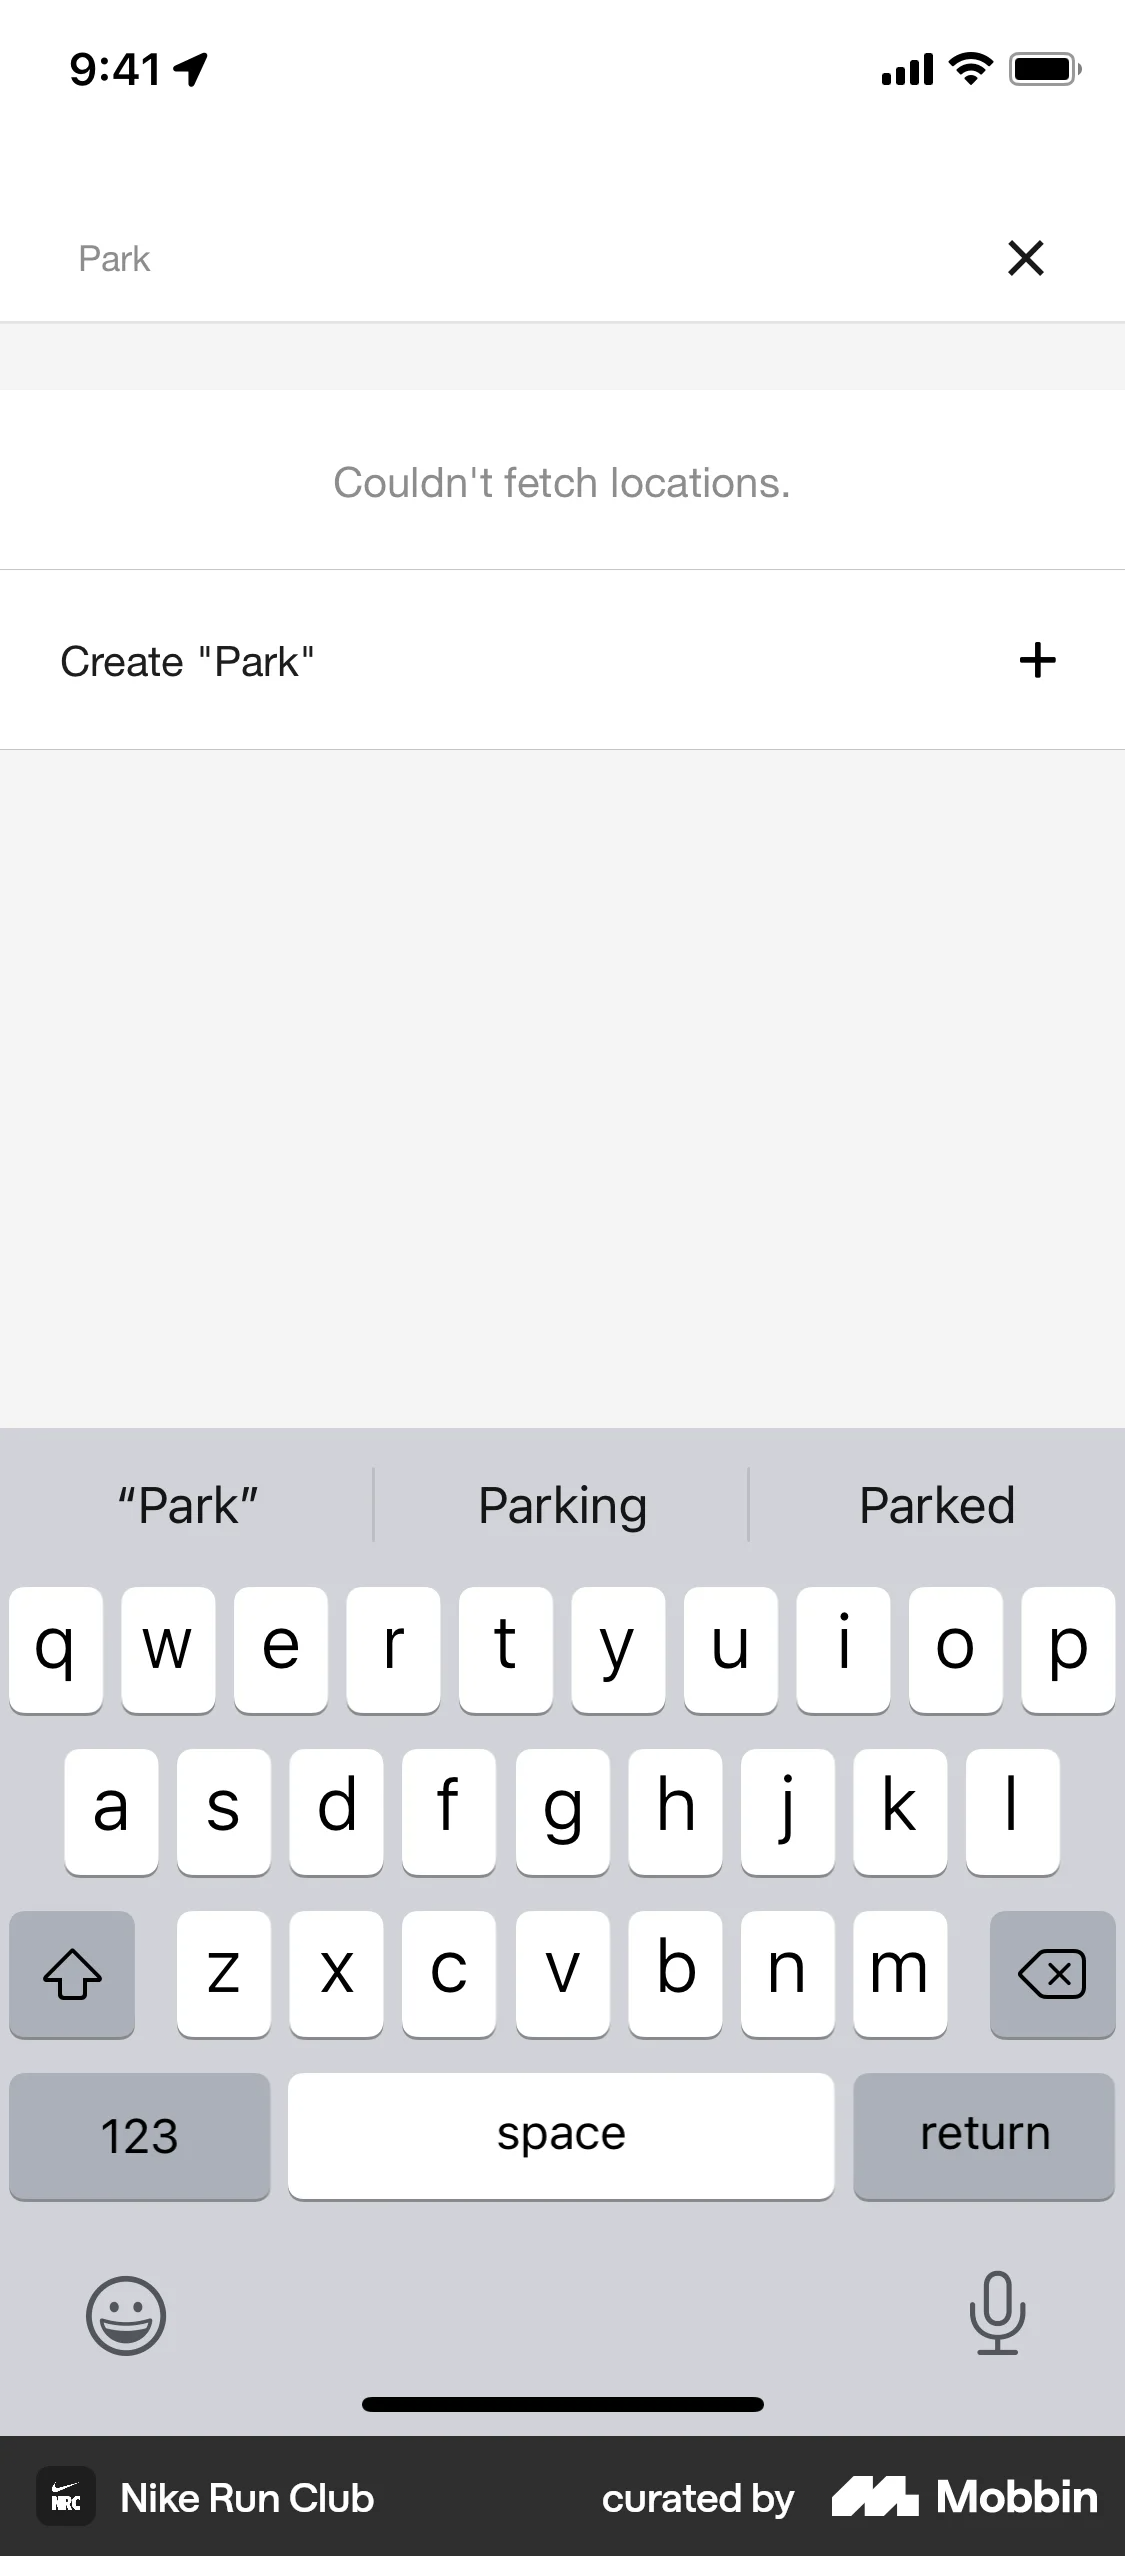 9:41
Park
Couldn't fetch locations.
Create "Park"
“Park” Parking Parked
q w e r t y u i o p
a s d f g h j k l
z x c v b n m
123 space return
NRC Nike Run Club curated by Mobbin